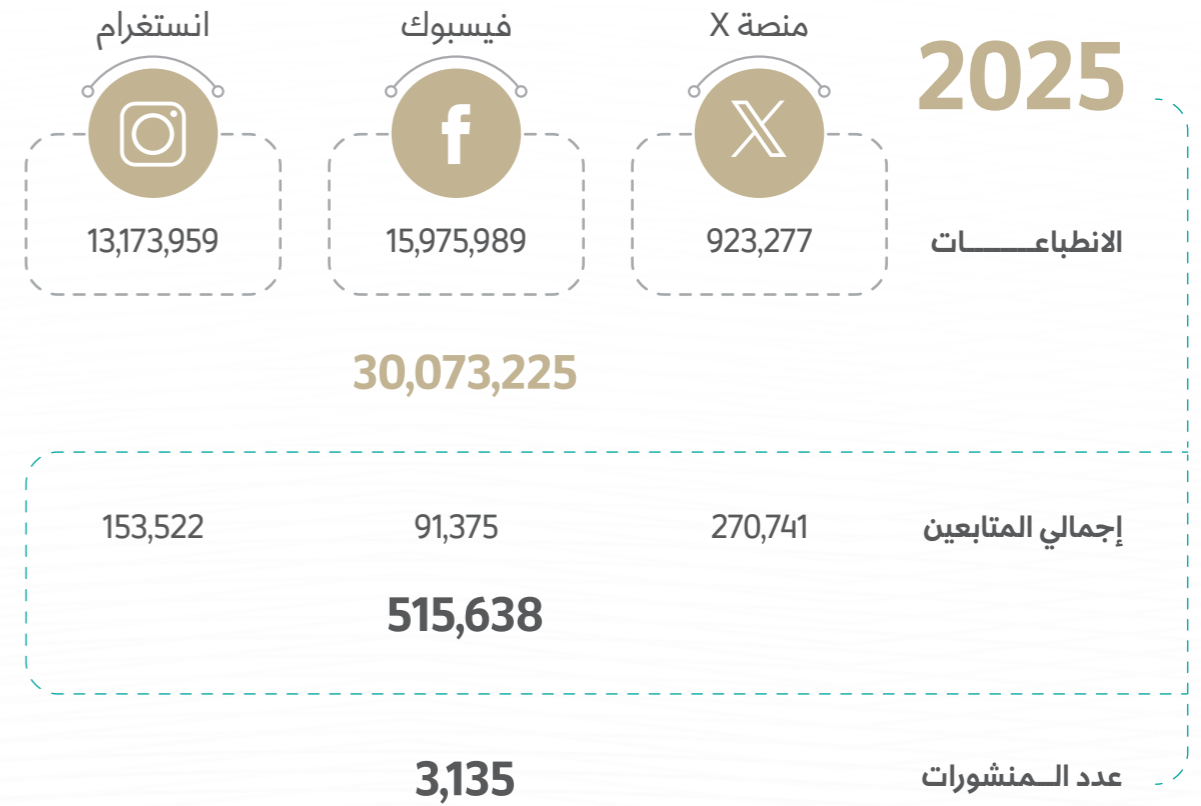 2025
منصة X فيسبوك انستغرام
الانطباعـــــــات 923,277 15,975,989 13,173,959
30,073,225
إجمالي المتابعين 270,741 91,375 153,522
515,638
عدد الــمنشورات 3,135